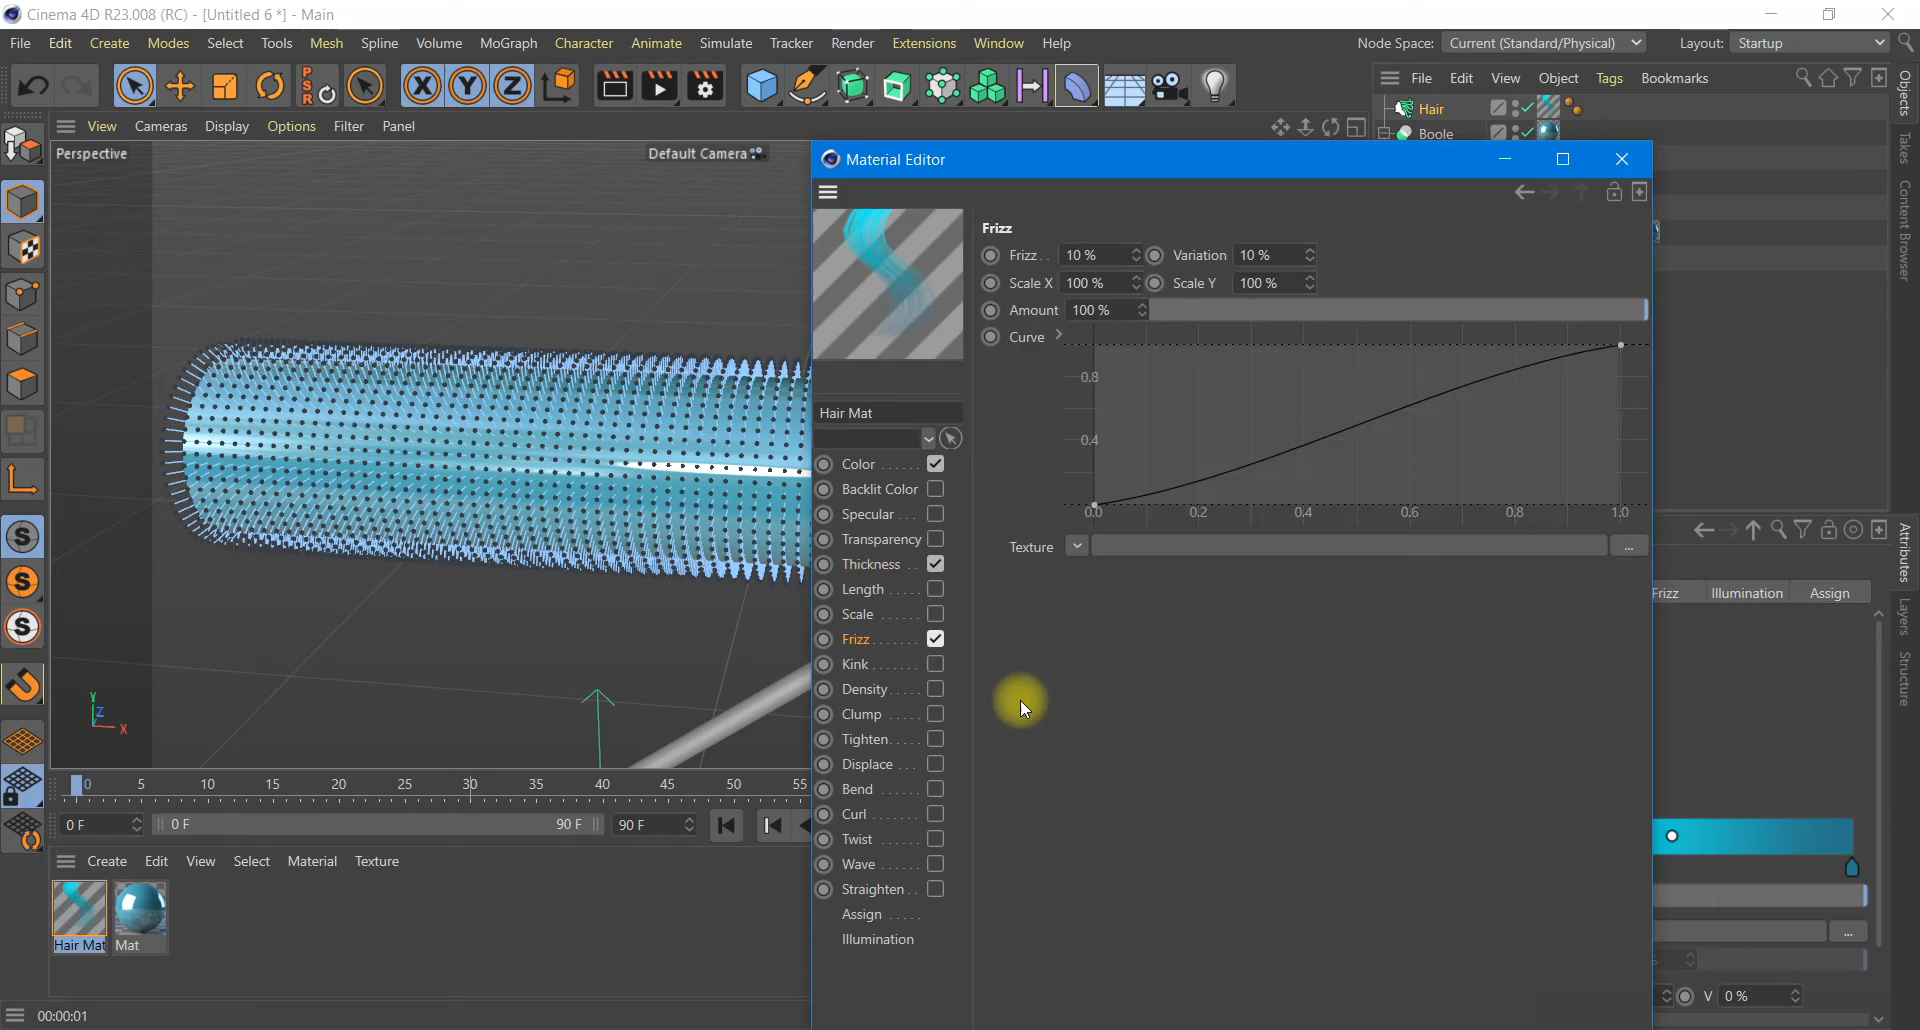 Cinema 4D R23.008 (RC) - [Untitled 6 *] - Main
File Edit Create Modes Select Tools Mesh Spline Volume MoGraph Character Animate Simulate Tracker Render Extensions Window Help
Node Space: Current (Standard/Physical) Layout: Startup
P S R
X Y Z
File Edit View Object Tags Bookmarks
Hair
Boole
Objects
Takes
Content Browser
View Cameras Display Options Filter Panel
Perspective
Default Camera
Material Editor
Frizz
Frizz . . 10 % Variation 10 %
Scale X 100 % Scale Y 100 %
Amount 100 %
Curve
0.8
0.4
0.0 0.2 0.4 0.6 0.8 1.0
Texture ...
Hair Mat
Color . . . . . .
Backlit Color
Specular . . .
Transparency
Thickness . .
Length . . . . .
Scale . . . . . .
Frizz . . . . . . .
Kink . . . . . . .
Density . . . . .
Clump . . . . .
Tighten . . . . .
Displace . . .
Bend . . . . . .
Curl . . . . . . .
Twist . . . . . .
Wave . . . . . .
Straighten . .
Assign . . . . .
Illumination
S
S
S
Y
Z
X
Attributes
Layers
Structure
Frizz Illumination Assign
...
%
V 0 %
0 5 10 15 20 25 30 35 40 45 50 55
0 F 0 F 90 F 90 F
Create Edit View Select Material Texture
Hair Mat Mat
00:00:01